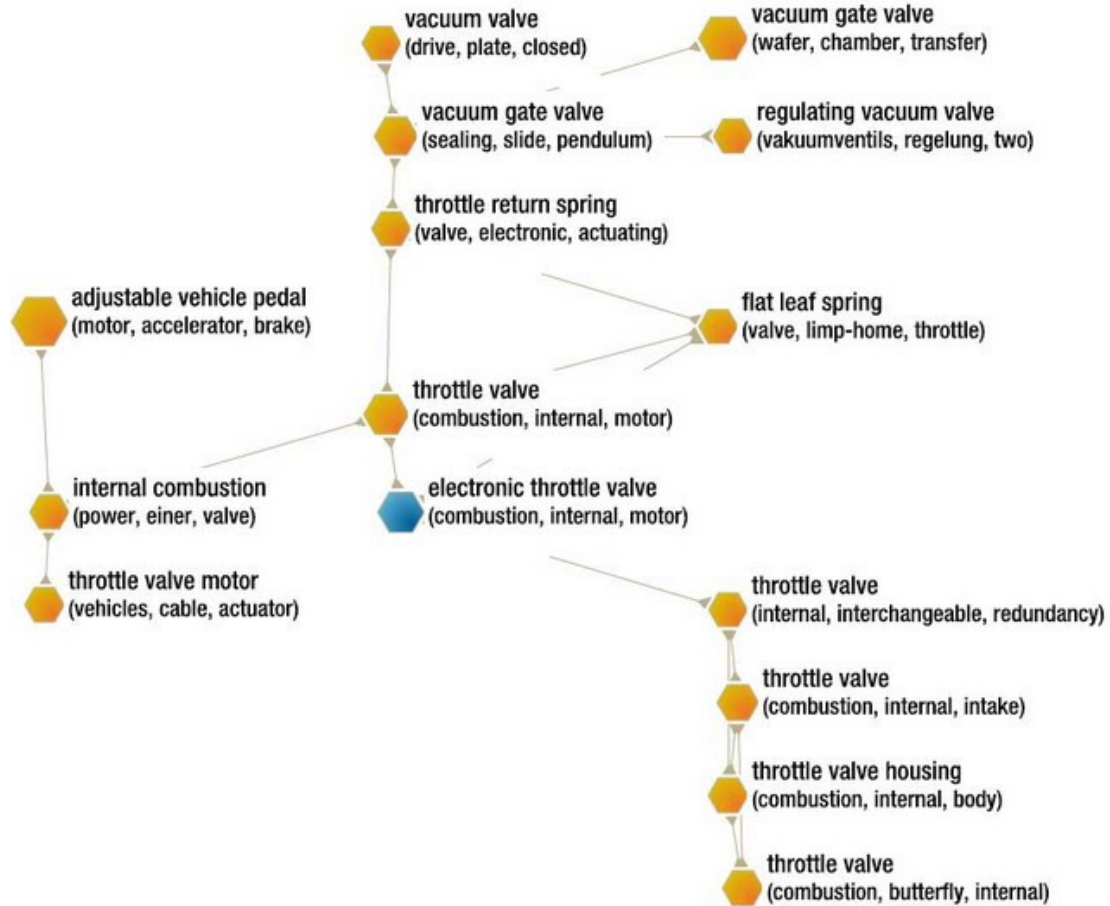 vacuum valve
(drive, plate, closed)
vacuum gate valve
(wafer, chamber, transfer)
vacuum gate valve
(sealing, slide, pendulum)
regulating vacuum valve
(vakuumventils, regelung, two)
throttle return spring
(valve, electronic, actuating)
adjustable vehicle pedal
(motor, accelerator, brake)
flat leaf spring
(valve, limp-home, throttle)
throttle valve
(combustion, internal, motor)
internal combustion
(power, einer, valve)
electronic throttle valve
(combustion, internal, motor)
throttle valve motor
(vehicles, cable, actuator)
throttle valve
(internal, interchangeable, redundancy)
throttle valve
(combustion, internal, intake)
throttle valve housing
(combustion, internal, body)
throttle valve
(combustion, butterfly, internal)